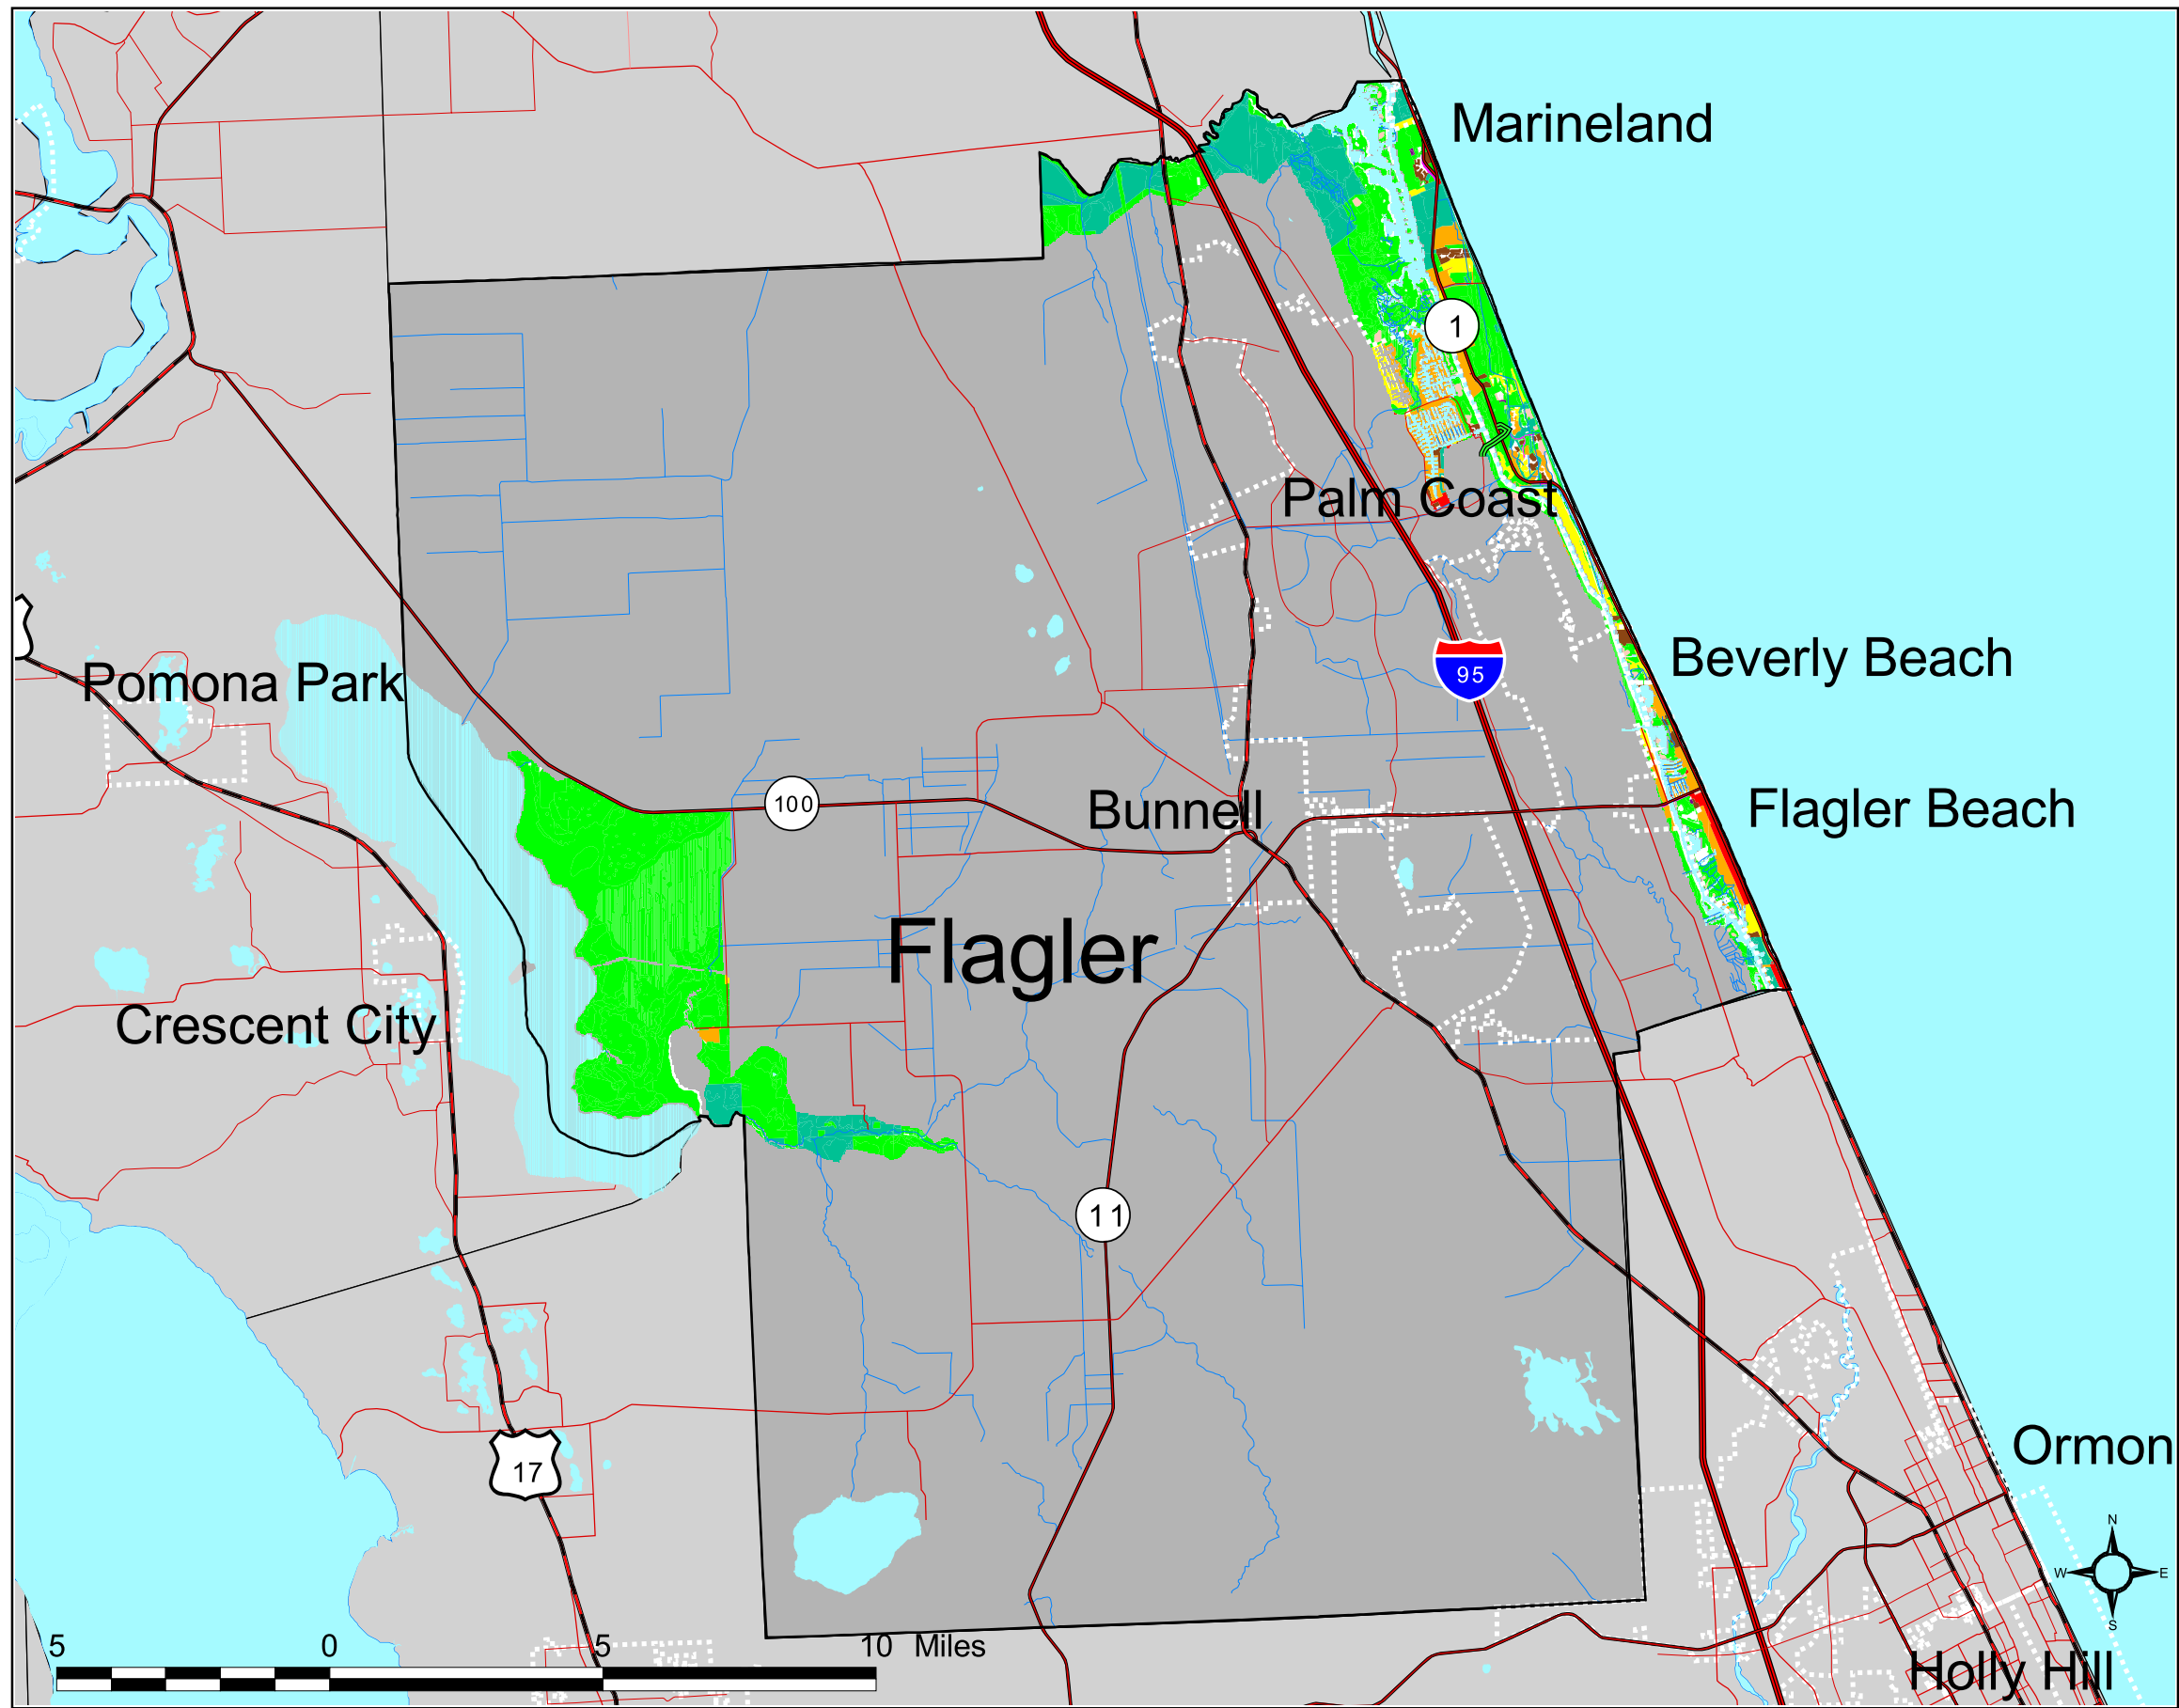 Marineland
1
Palm Coast
Beverly Beach
95
Pomona Park
100
Bunnell
Flagler Beach
Flagler
Crescent City
11
17
Ormon
N
W E
S
5 0 5 10 Miles
Holly Hill